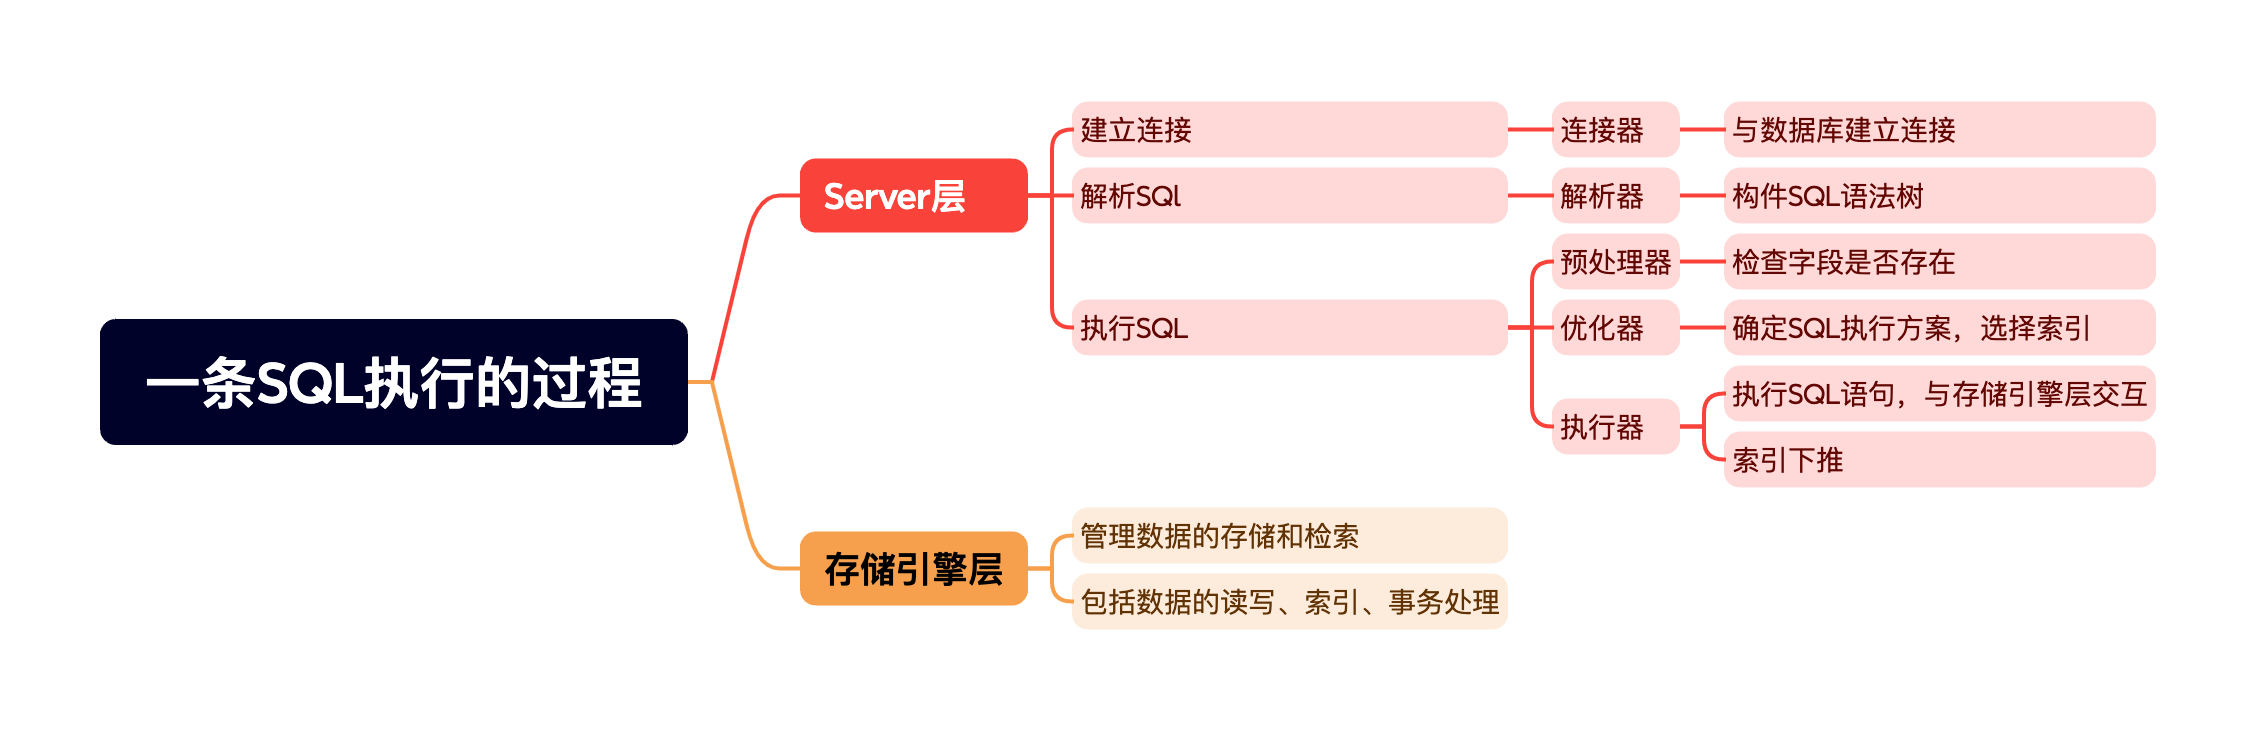 一条SQL执行的过程
Server层
建立连接
连接器
与数据库建立连接
解析SQl
解析器
构件SQL语法树
执行SQL
预处理器
检查字段是否存在
优化器
确定SQL执行方案，选择索引
执行器
执行SQL语句，与存储引擎层交互
索引下推
存储引擎层
管理数据的存储和检索
包括数据的读写、索引、事务处理